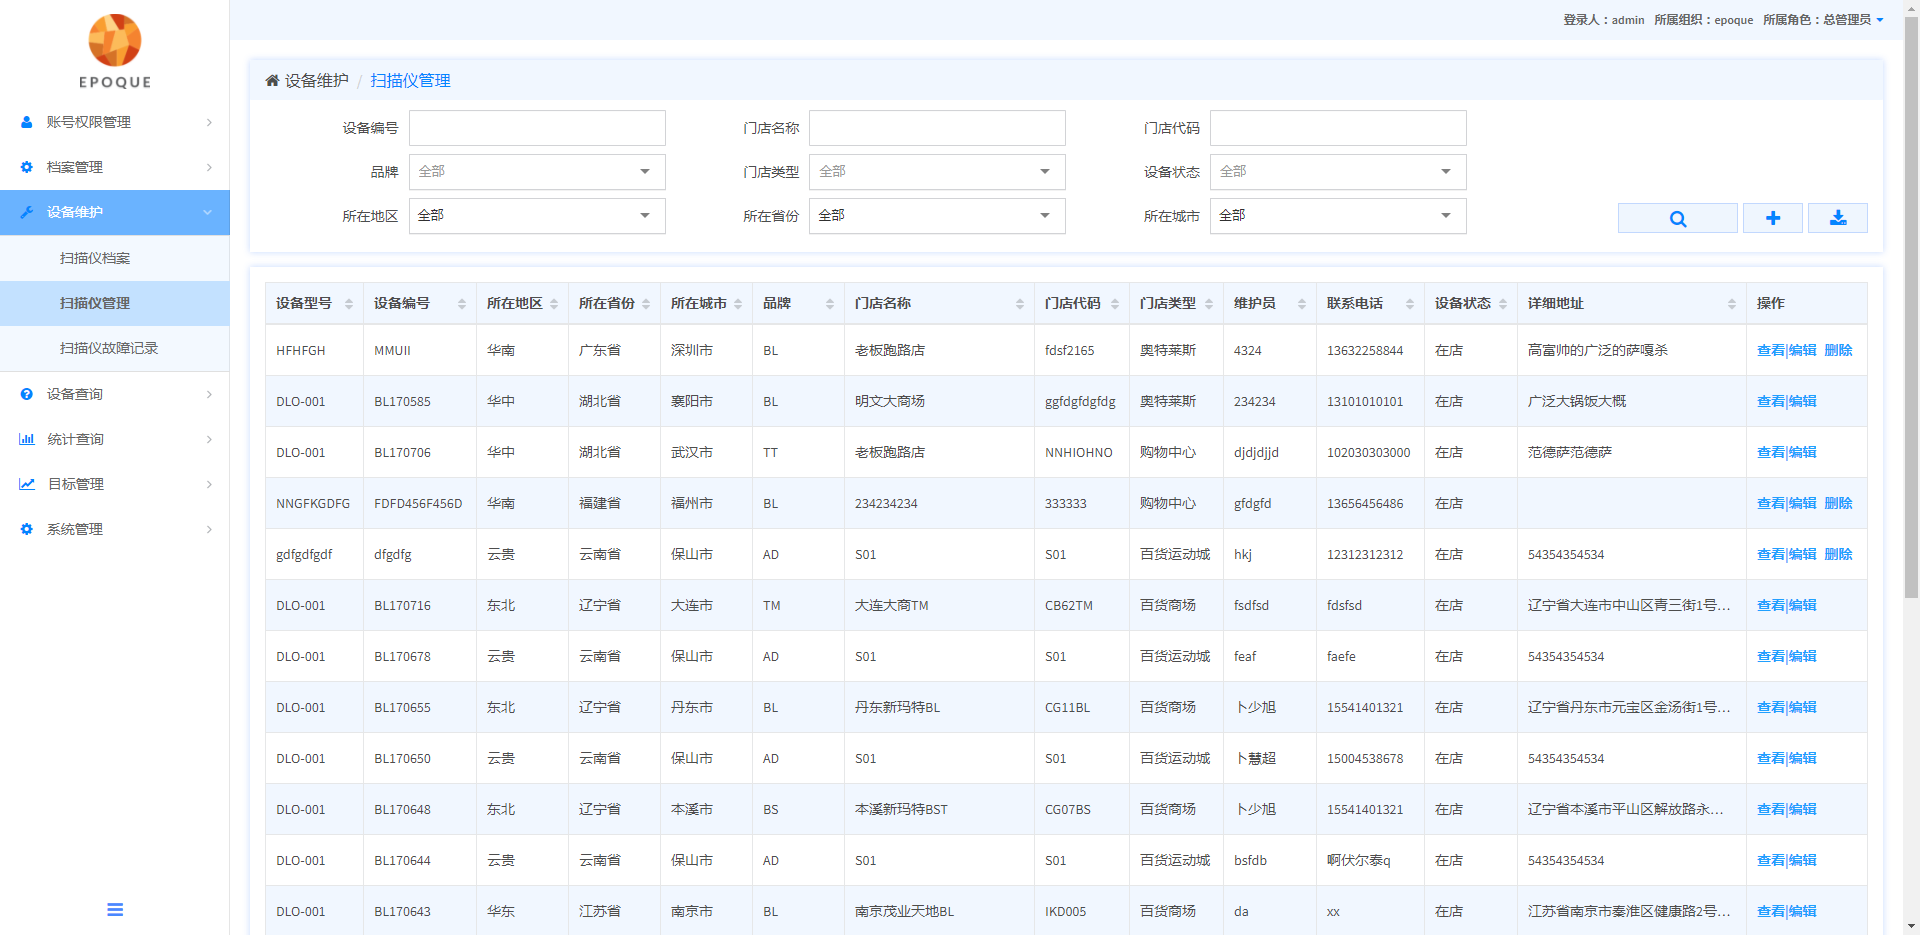 登录人：admin 所属组织：epoque 所属角色：总管理员
EPOQUE
账号权限管理
档案管理
设备维护
扫描仪档案
扫描仪管理
扫描仪故障记录
设备查询
统计查询
目标管理
系统管理
设备维护 / 扫描仪管理
设备编号 门店名称 门店代码
品牌 全部 门店类型 全部 设备状态 全部
所在地区 全部 所在省份 全部 所在城市 全部
设备型号 设备编号 所在地区 所在省份 所在城市 品牌 门店名称 门店代码 门店类型 维护员 联系电话 设备状态 详细地址 操作
HFHFGH MMUII 华南 广东省 深圳市 BL 老板跑路店 fdsf2165 奥特莱斯 4324 13632258844 在店 高富帅的广泛的萨嘎杀 查看|编辑 删除
DLO-001 BL170585 华中 湖北省 襄阳市 BL 明文大商场 ggfdgfdgfdg 奥特莱斯 234234 13101010101 在店 广泛大锅饭大概 查看|编辑
DLO-001 BL170706 华中 湖北省 武汉市 TT 老板跑路店 NNHIOHNO 购物中心 djdjdjjd 102030303000 在店 范德萨范德萨 查看|编辑
NNGFKGDFG FDFD456F456D 华南 福建省 福州市 BL 234234234 333333 购物中心 gfdgfd 13656456486 在店 查看|编辑 删除
gdfgdfgdf dfgdfg 云贵 云南省 保山市 AD S01 S01 百货运动城 hkj 12312312312 在店 54354354534 查看|编辑 删除
DLO-001 BL170716 东北 辽宁省 大连市 TM 大连大商TM CB62TM 百货商场 fsdfsd fdsfsd 在店 辽宁省大连市中山区青三街1号… 查看|编辑
DLO-001 BL170678 云贵 云南省 保山市 AD S01 S01 百货运动城 feaf faefe 在店 54354354534 查看|编辑
DLO-001 BL170655 东北 辽宁省 丹东市 BL 丹东新玛特BL CG11BL 百货商场 卜少旭 15541401321 在店 辽宁省丹东市元宝区金汤街1号… 查看|编辑
DLO-001 BL170650 云贵 云南省 保山市 AD S01 S01 百货运动城 卜慧超 15004538678 在店 54354354534 查看|编辑
DLO-001 BL170648 东北 辽宁省 本溪市 BS 本溪新玛特BST CG07BS 百货商场 卜少旭 15541401321 在店 辽宁省本溪市平山区解放路永… 查看|编辑
DLO-001 BL170644 云贵 云南省 保山市 AD S01 S01 百货运动城 bsfdb 啊伏尔泰q 在店 54354354534 查看|编辑
DLO-001 BL170643 华东 江苏省 南京市 BL 南京茂业天地BL IKD005 百货商场 da xx 在店 江苏省南京市秦淮区健康路2号… 查看|编辑